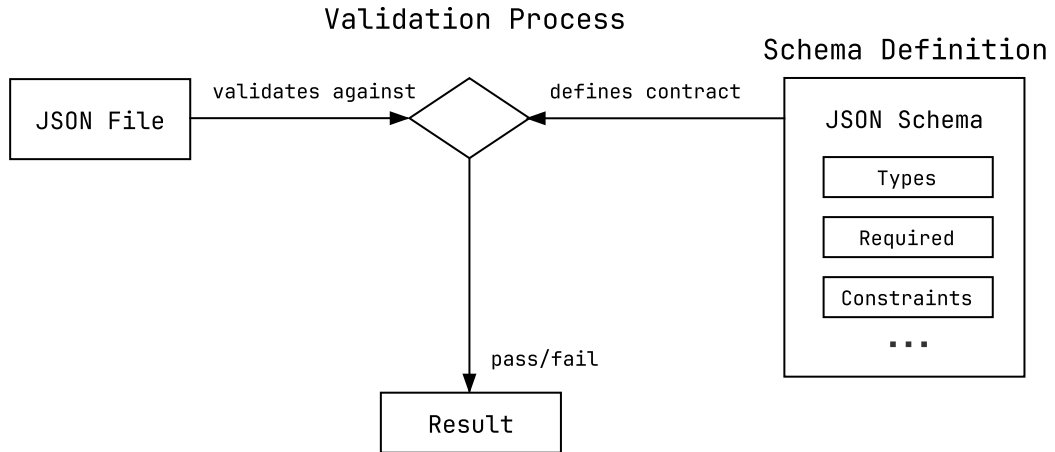 Validation Process
Schema Definition
validates against
defines contract
JSON File
JSON Schema
Types
Required
Constraints
...
pass/fail
Result